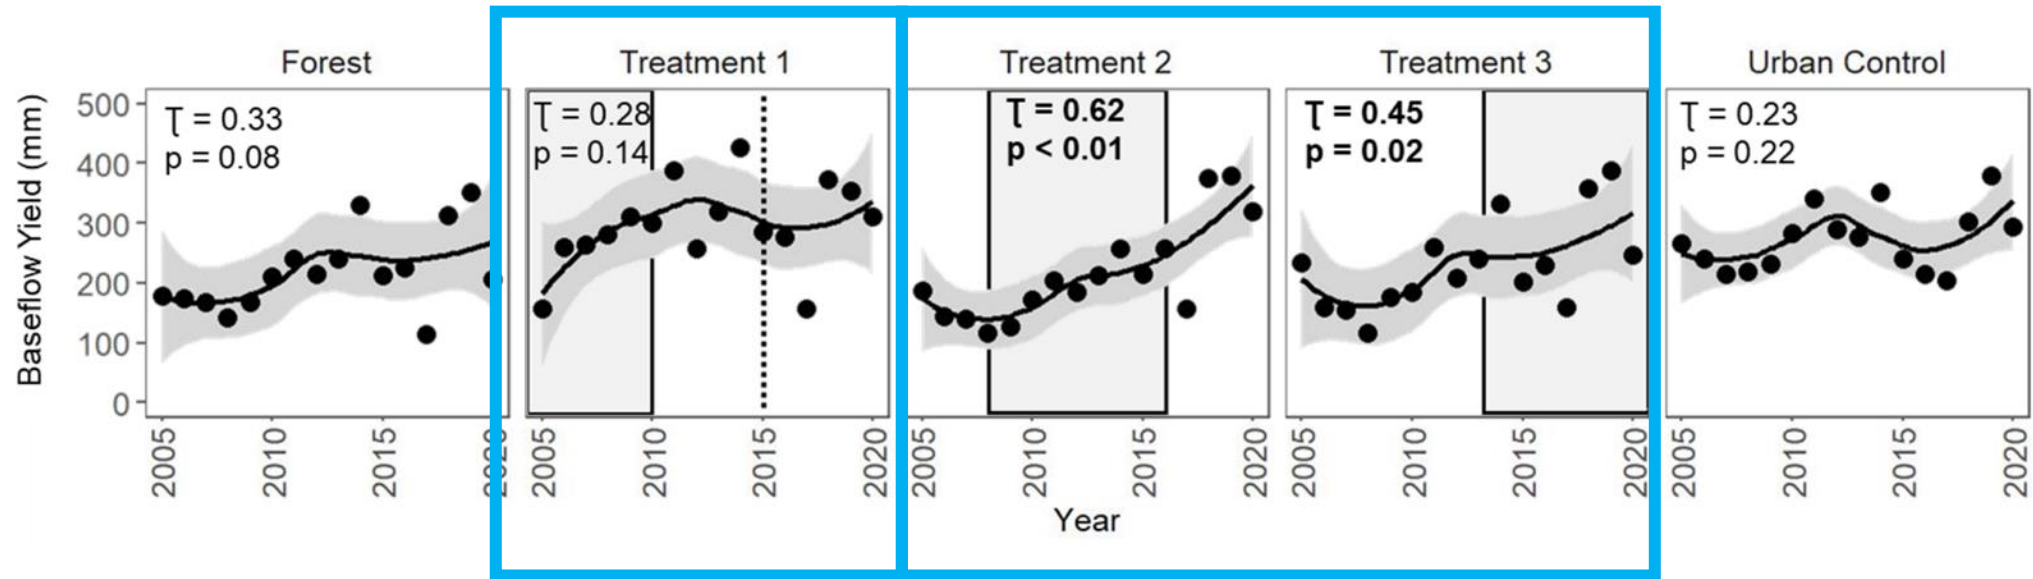 Forest
Treatment 1
Treatment 2
Treatment 3
Urban Control
Baseflow Yield (mm)
500
400
300
200
100
0
Ʈ = 0.33
p = 0.08
Ʈ = 0.28
p = 0.14
Ʈ = 0.62
p < 0.01
Ʈ = 0.45
p = 0.02
Ʈ = 0.23
p = 0.22
2005 2010 2015 2020
2005 2010 2015 2020
2005 2010 2015 2020
2005 2010 2015 2020
2005 2010 2015 2020
Year